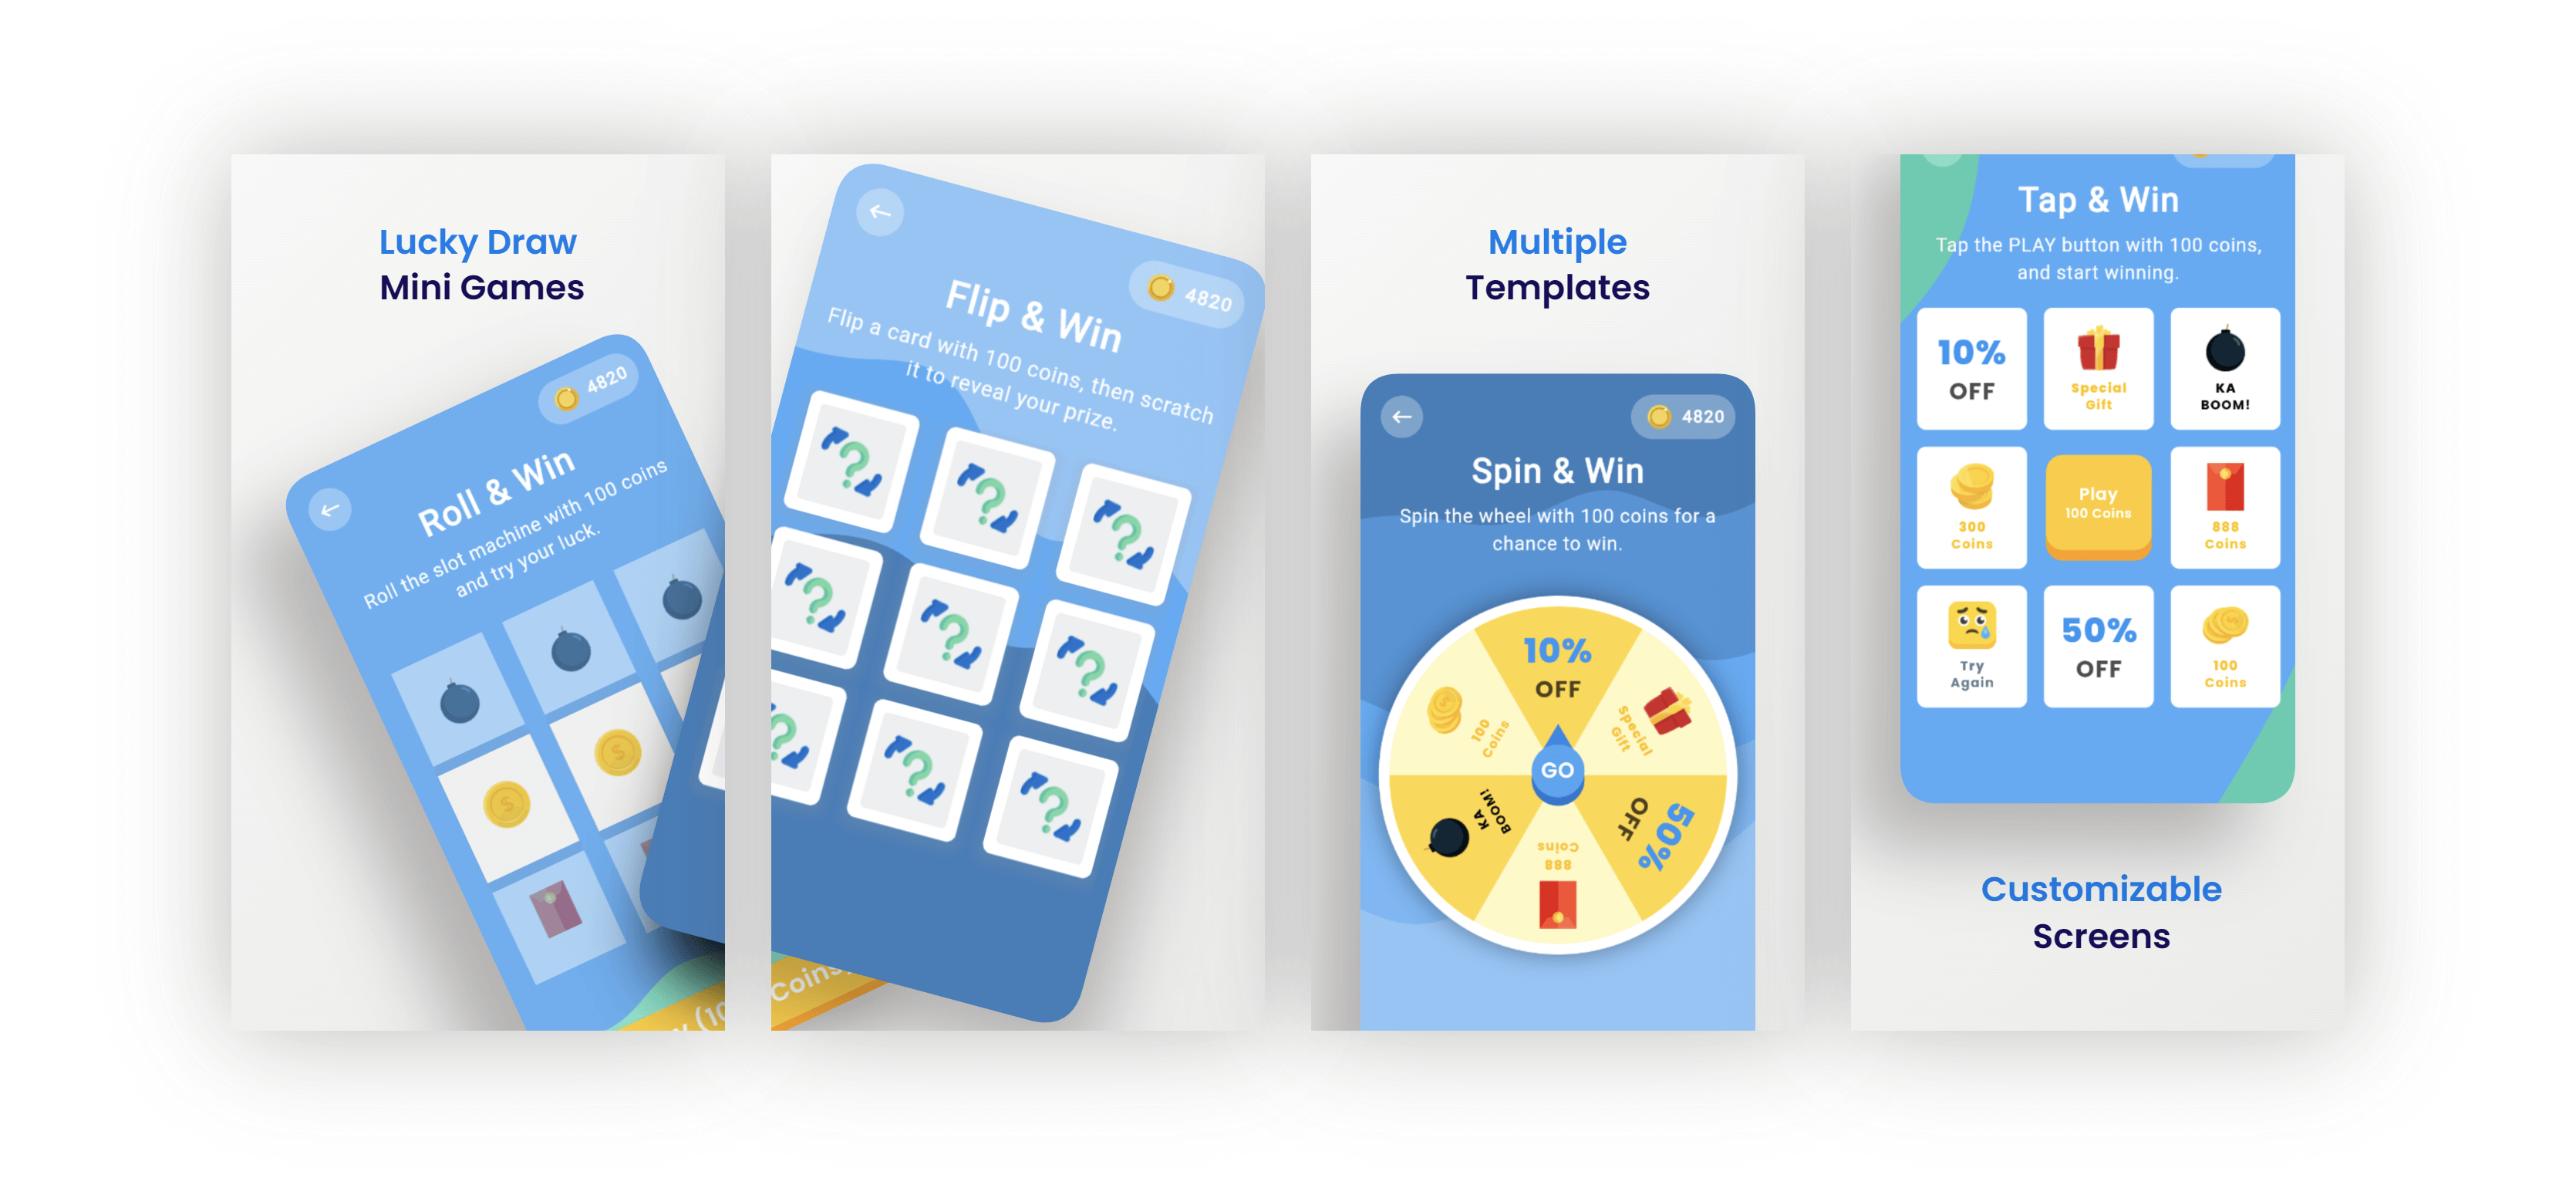 Lucky Draw
Mini Games
4820
Roll & Win
Roll the slot machine with 100 coins
and try your luck.
4820
Flip & Win
Flip a card with 100 coins, then scratch
it to reveal your prize.
Coins
Multiple
Templates
4820
Spin & Win
Spin the wheel with 100 coins for a
chance to win.
10%
OFF
100
Coins
Special
Gift
GO
KA
BOOM!
50%
OFF
888
Coins
Tap & Win
Tap the PLAY button with 100 coins,
and start winning.
10%
OFF
Special
Gift
KA
BOOM!
300
Coins
Play
100 Coins
888
Coins
Try
Again
50%
OFF
100
Coins
Customizable
Screens